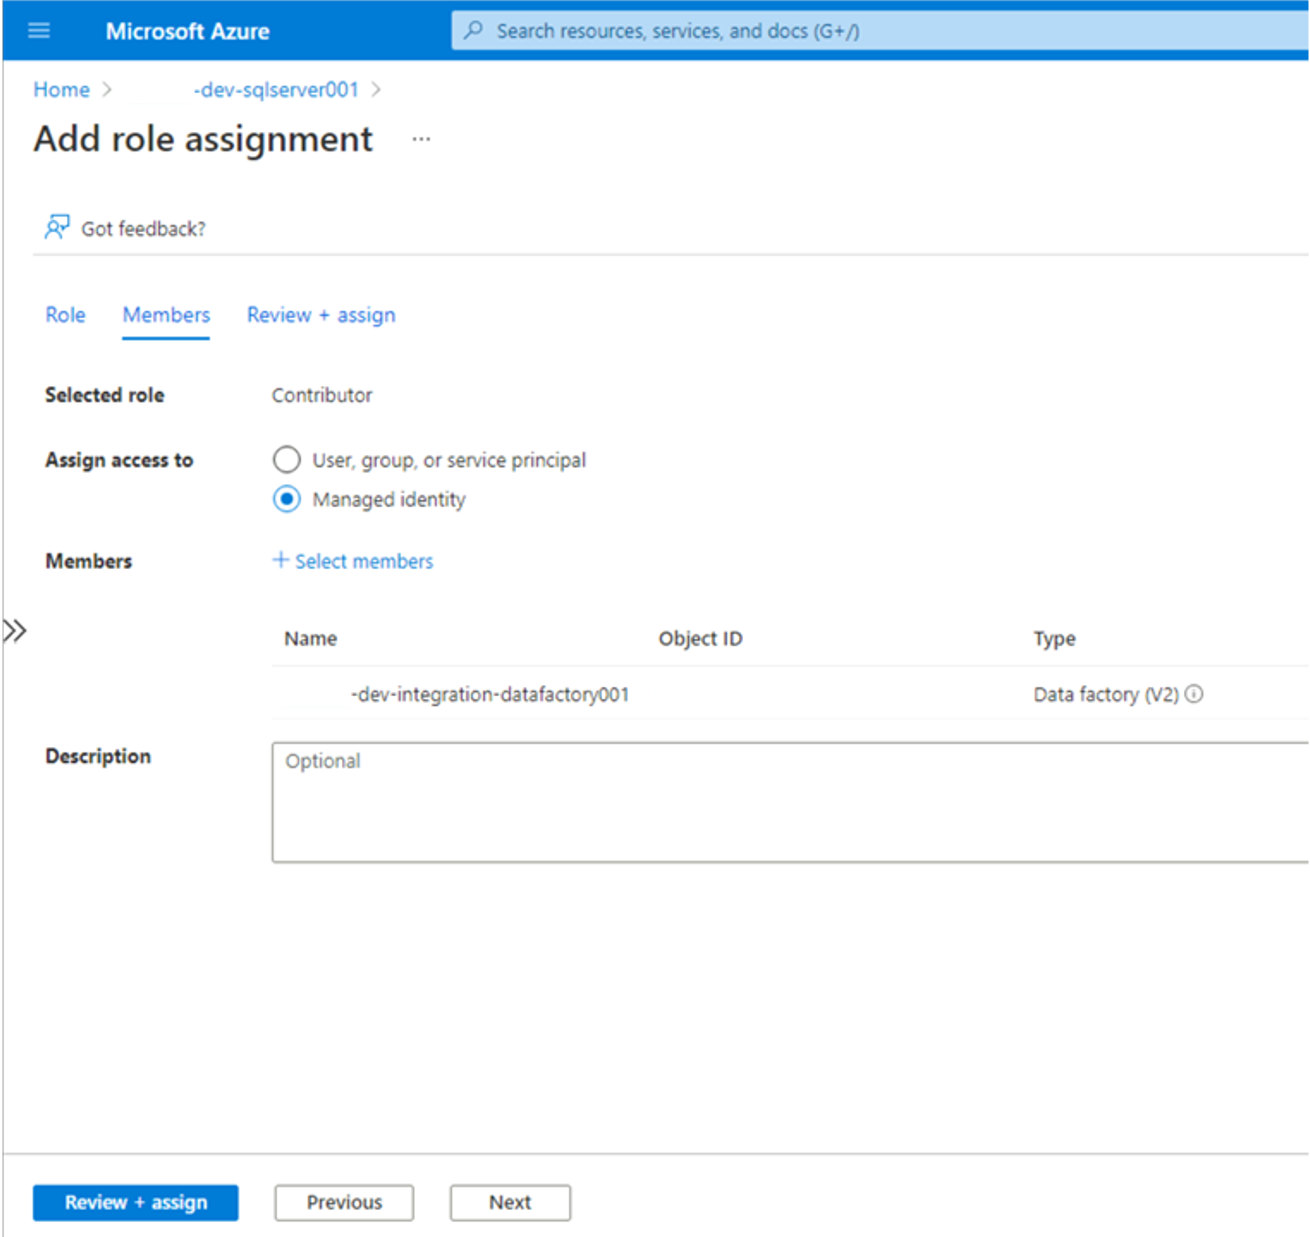 Microsoft Azure
Search resources, services, and docs (G+/)
Home > -dev-sqlserver001 >
Add role assignment ...
Got feedback?
Role Members Review + assign
Selected role Contributor
Assign access to User, group, or service principal
Managed identity
Members + Select members
Name Object ID Type
-dev-integration-datafactory001 Data factory (V2)
Description Optional
Review + assign Previous Next